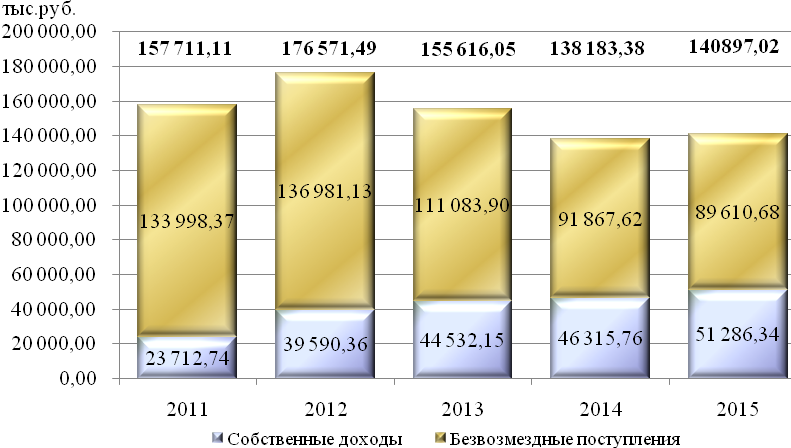 тыс.руб.
200 000,00
157 711,11 176 571,49 155 616,05 138 183,38 140897,02
180 000,00
160 000,00
140 000,00
136 981,13
133 998,37 111 083,90 91 867,62 89 610,68
120 000,00
100 000,00
80 000,00
60 000,00
40 000,00
23 712,74 39 590,36 44 532,15 46 315,76 51 286,34
20 000,00
0,00
2011 2012 2013 2014 2015
Собственные доходы Безвозмездные поступления